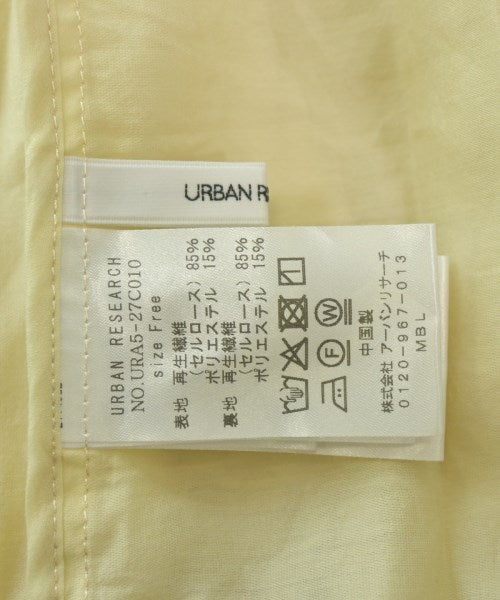 URBAN R
URBAN RESEARCH
NO.URA5-27C010
size Free
表地 再生繊維
(セルロース) 85%
ポリエステル 15%
裏地 再生繊維
(セルロース) 85%
ポリエステル 15%
中国製
株式会社 アーバンリサーチ
0120-967-013
MBL